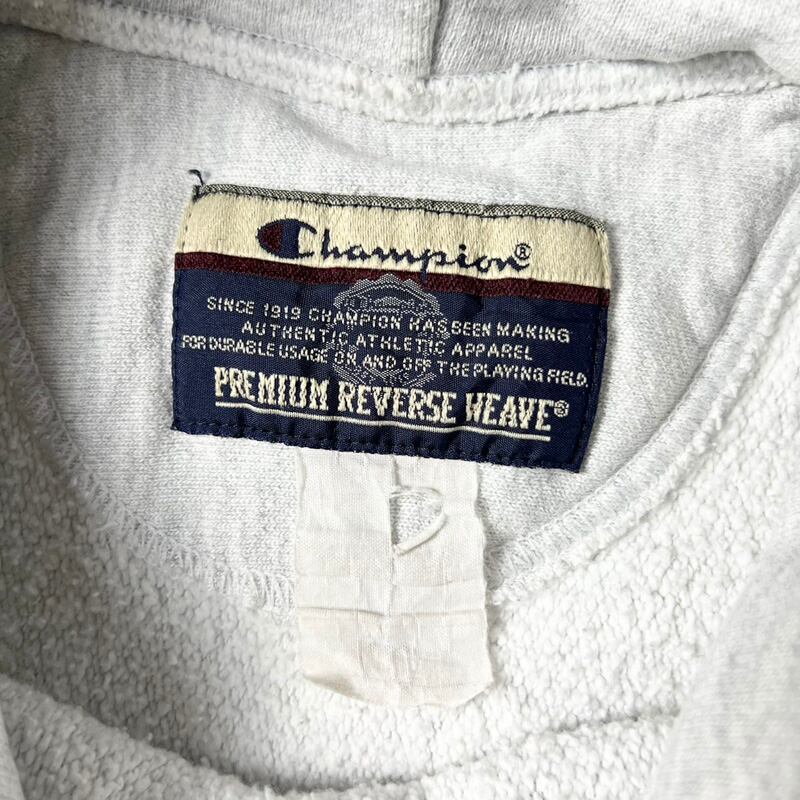 Champion®
SINCE 1919 CHAMPION HAS BEEN MAKING
AUTHENTIC ATHLETIC APPAREL
FOR DURABLE USAGE ON AND OFF THE PLAYING FIELD.
PREMIUM REVERSE WEAVE®